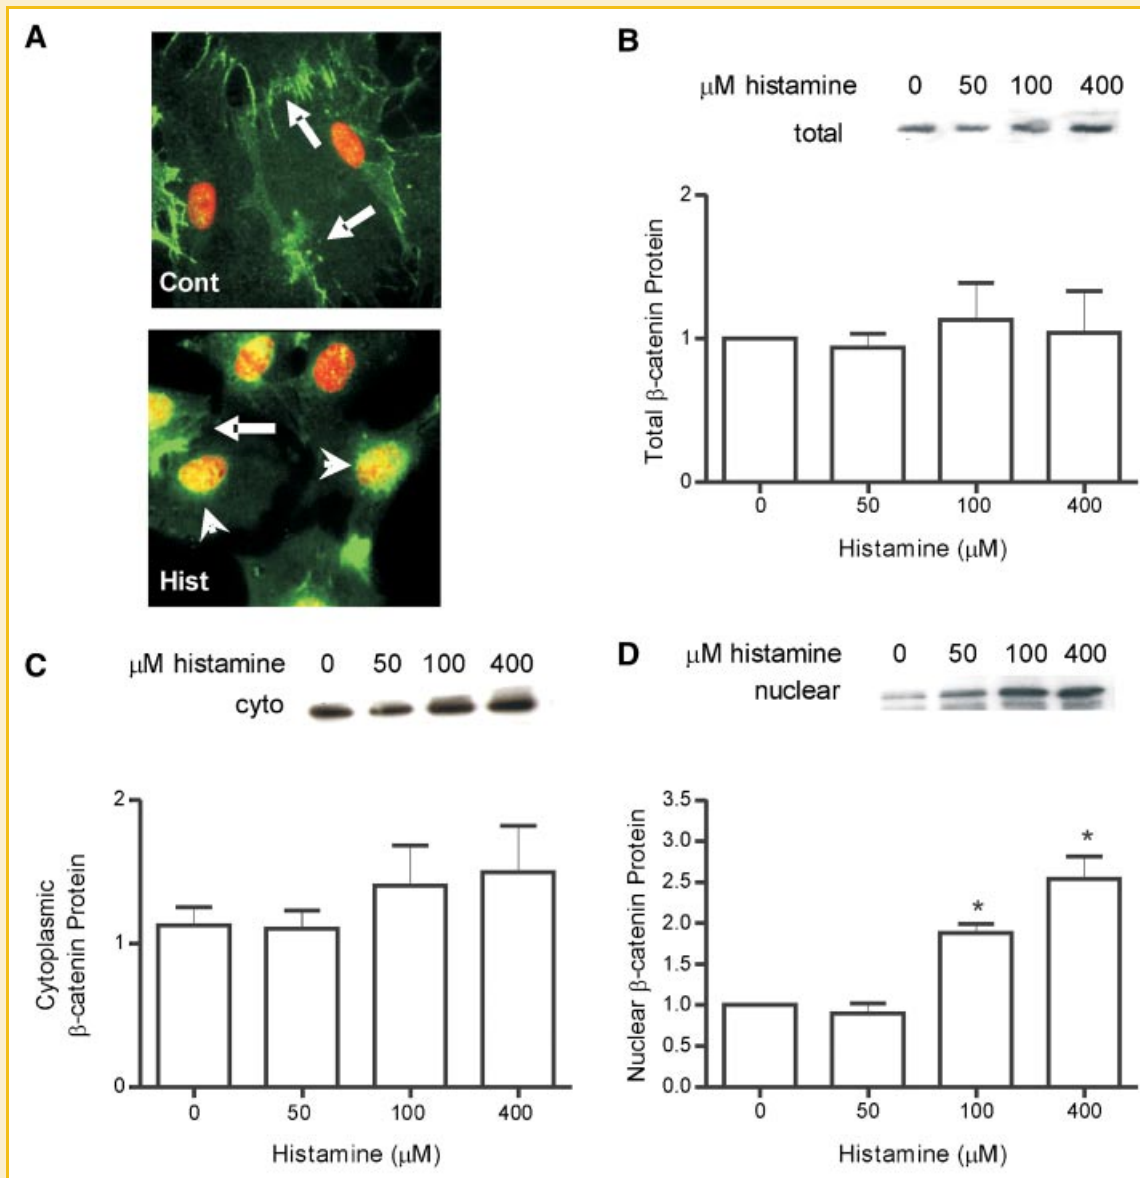 A
Cont
Hist
B
μM histamine 0 50 100 400
total
Total β-catenin Protein
2
1
0
0 50 100 400
Histamine (μM)
C
μM histamine 0 50 100 400
cyto
Cytoplasmic
β-catenin Protein
2
1
0
0 50 100 400
Histamine (μM)
D
μM histamine 0 50 100 400
nuclear
Nuclear β-catenin Protein
3.5
3.0
2.5
2.0
1.5
1.0
0.5
0.0
* *
0 50 100 400
Histamine (μM)